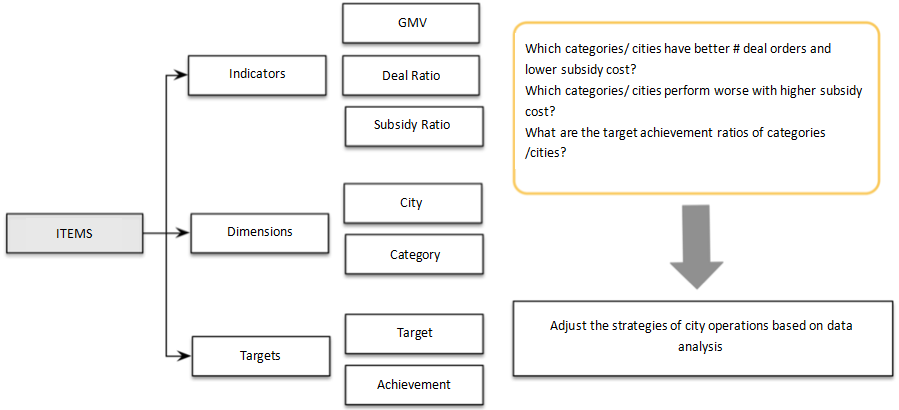 GMV
Indicators
Deal Ratio
Subsidy Ratio
ITEMS
Dimensions
City
Category
Targets
Target
Achievement
Which categories/ cities have better # deal orders and
lower subsidy cost?
Which categories/ cities perform worse with higher subsidy
cost?
What are the target achievement ratios of categories
/cities?
Adjust the strategies of city operations based on data
analysis